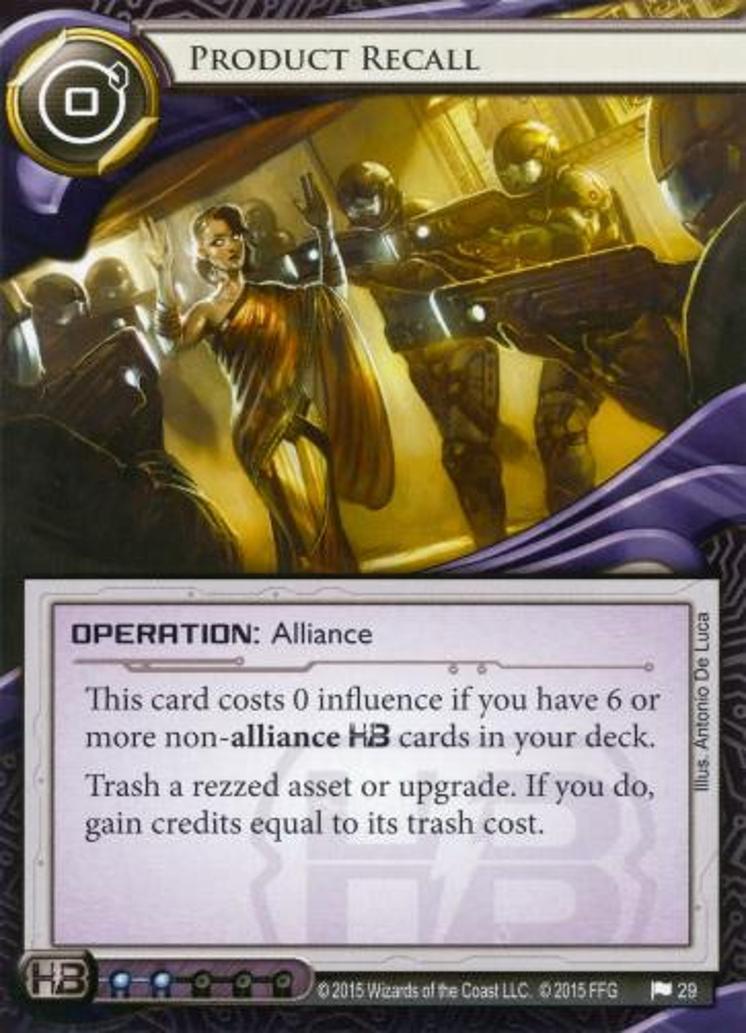 PRODUCT RECALL
0
OPERATION: Alliance
This card costs 0 influence if you have 6 or
more non-alliance HB cards in your deck.
Trash a rezzed asset or upgrade. If you do,
gain credits equal to its trash cost.
Illus. Antonio De Luca
HB
HB
© 2015 Wizards of the Coast LLC. © 2015 FFG
29